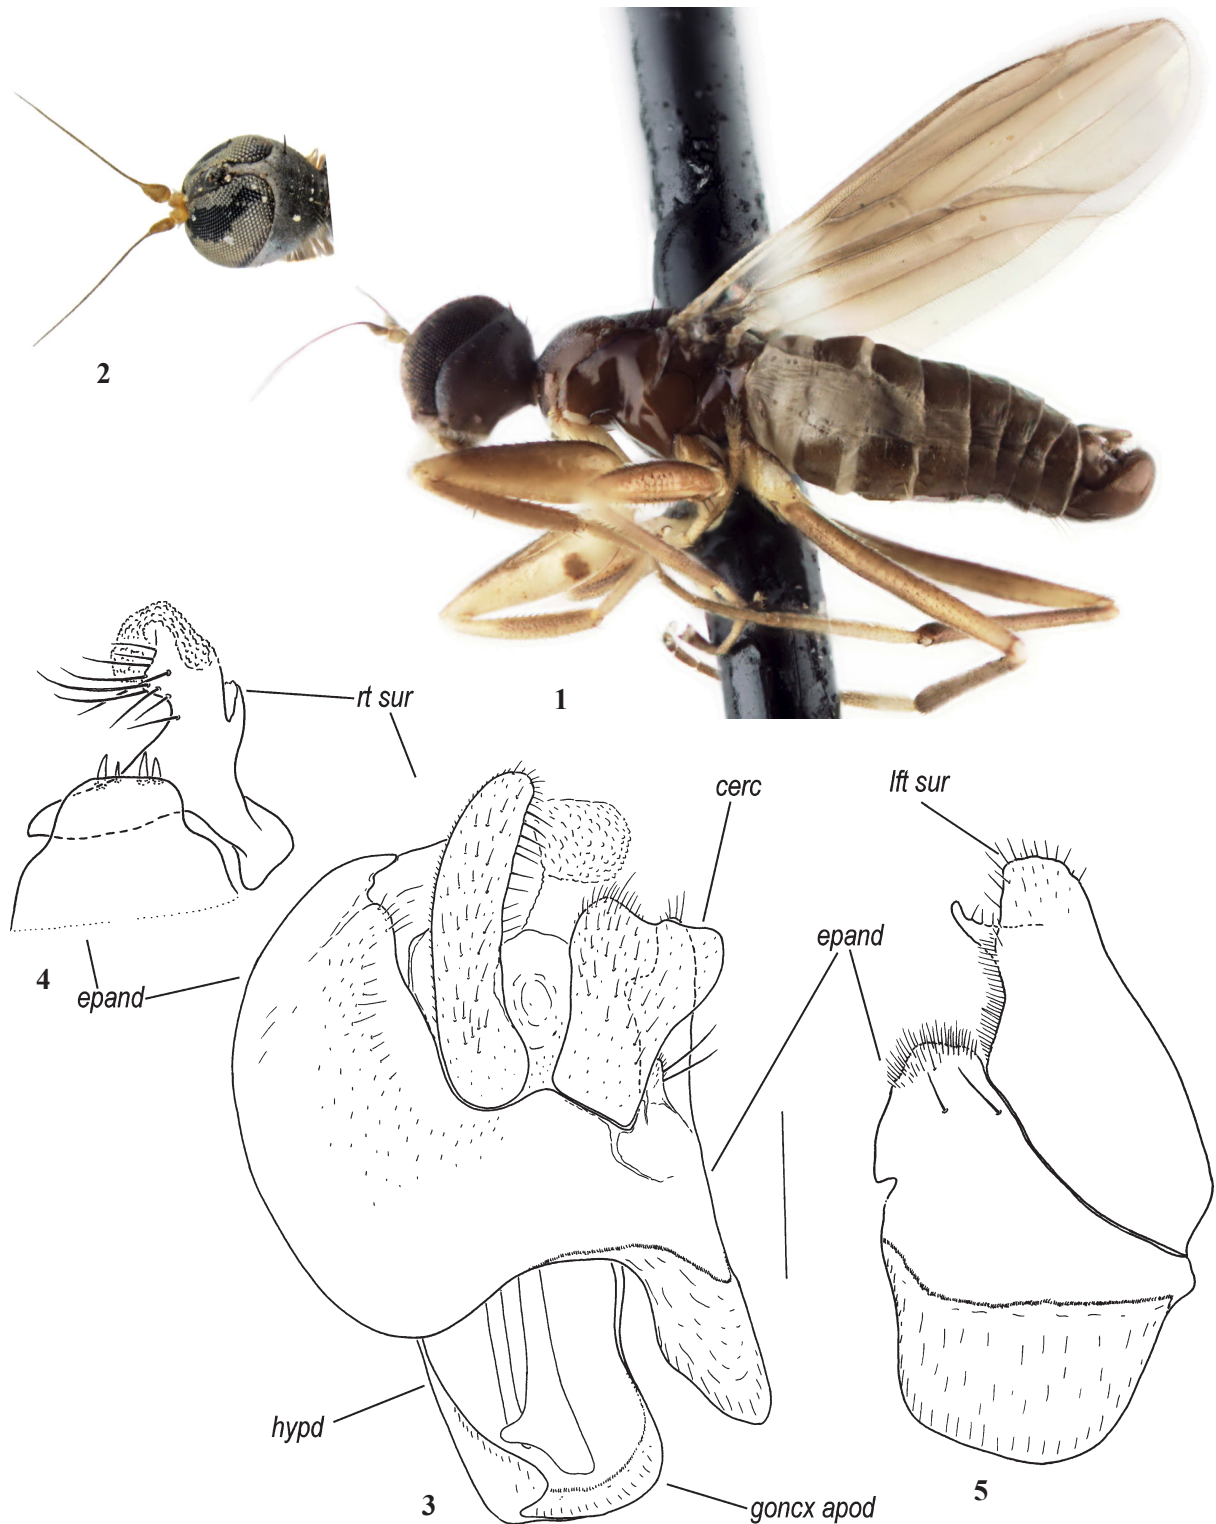 2
1
rt sur
cerc
lft sur
epand
4
epand
hypd
3
goncx apod
5